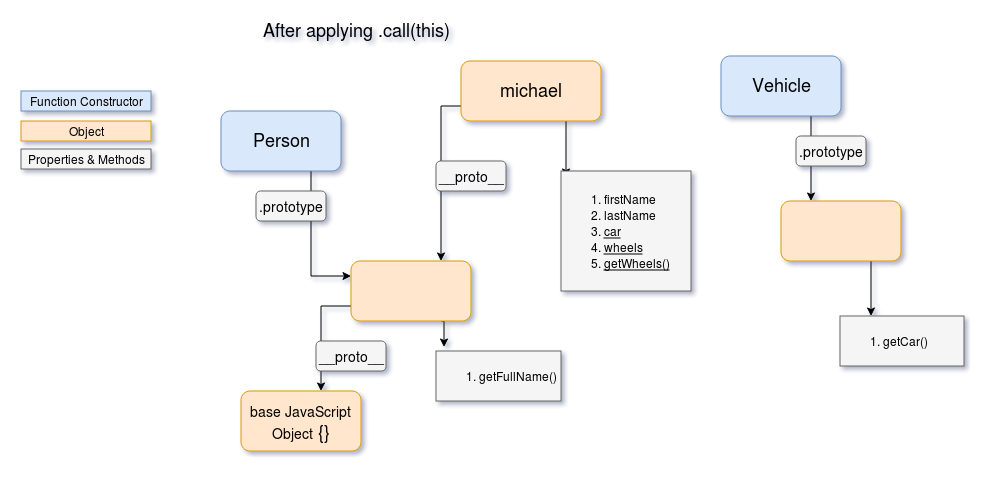 After applying .call(this)
Function Constructor
Object
Properties & Methods
Person
.prototype
michael
__proto__
1. firstName
2. lastName
3. car
4. wheels
5. getWheels()
Vehicle
.prototype
1. getCar()
__proto__
1. getFullName()
base JavaScript
Object {}